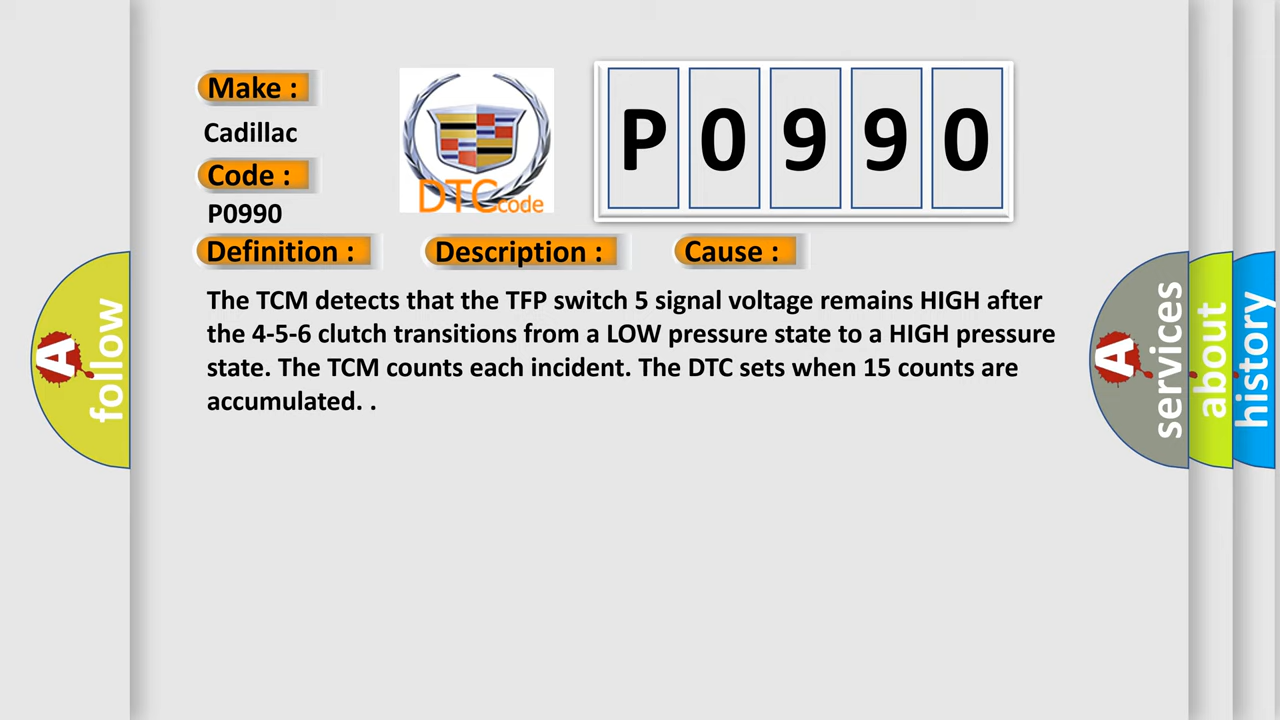 Make :
Cadillac
Code :
P0990
DTC code
P 0 9 9 0
Definition :
Description :
Cause :
The TCM detects that the TFP switch 5 signal voltage remains HIGH after
the 4-5-6 clutch transitions from a LOW pressure state to a HIGH pressure
state. The TCM counts each incident. The DTC sets when 15 counts are
accumulated. .
A
follow
A
services
about
history